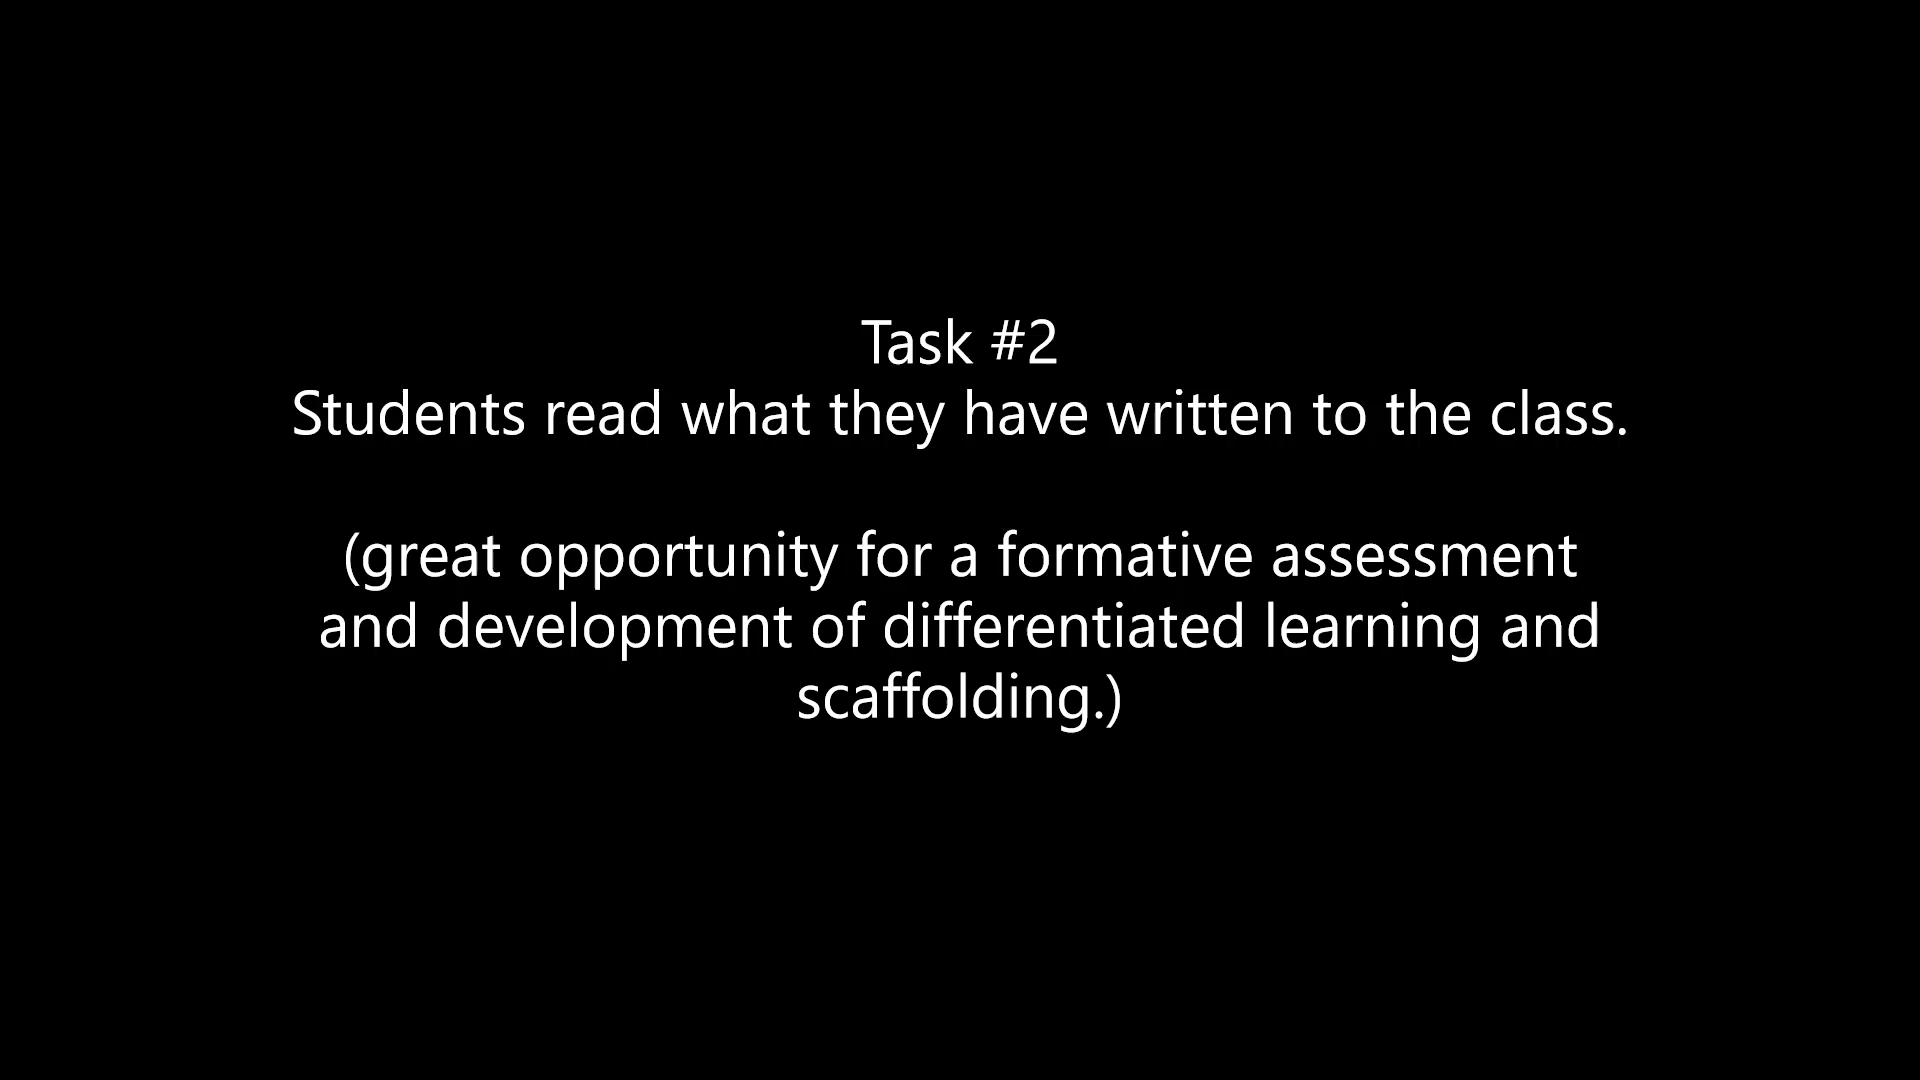 Task #2
Students read what they have written to the class.
(great opportunity for a formative assessment
and development of differentiated learning and
scaffolding.)